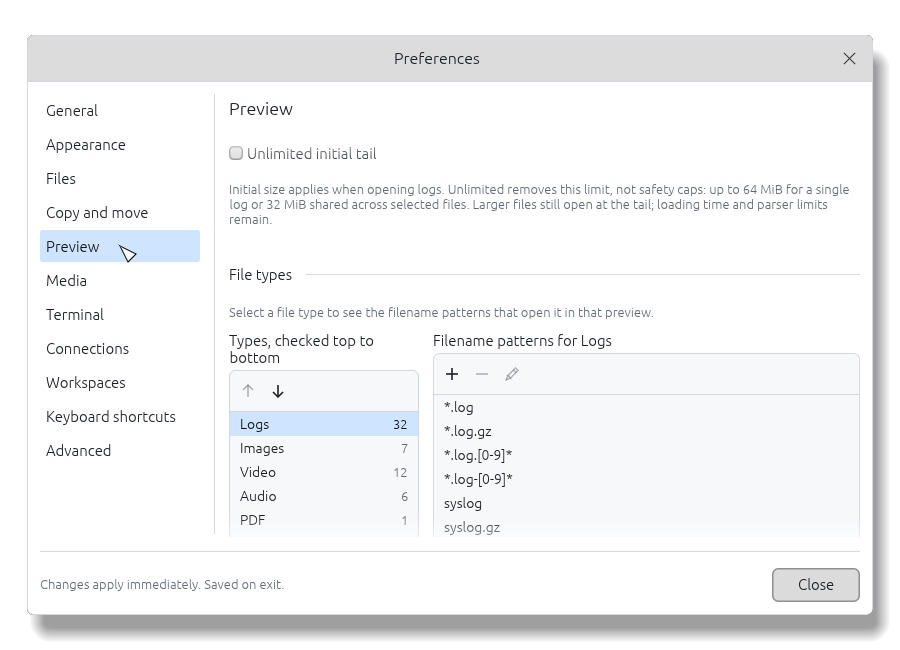 Preferences
General
Appearance
Files
Copy and move
Preview
Media
Terminal
Connections
Workspaces
Keyboard shortcuts
Advanced
Preview
Unlimited initial tail
Initial size applies when opening logs. Unlimited removes this limit, not safety caps: up to 64 MiB for a single
log or 32 MiB shared across selected files. Larger files still open at the tail; loading time and parser limits
remain.
File types
Select a file type to see the filename patterns that open it in that preview.
Types, checked top to
bottom
Logs 32
Images 7
Video 12
Audio 6
PDF 1
Filename patterns for Logs
*.log
*.log.gz
*.log.[0-9]*
*.log-[0-9]*
syslog
syslog.gz
Changes apply immediately. Saved on exit.
Close